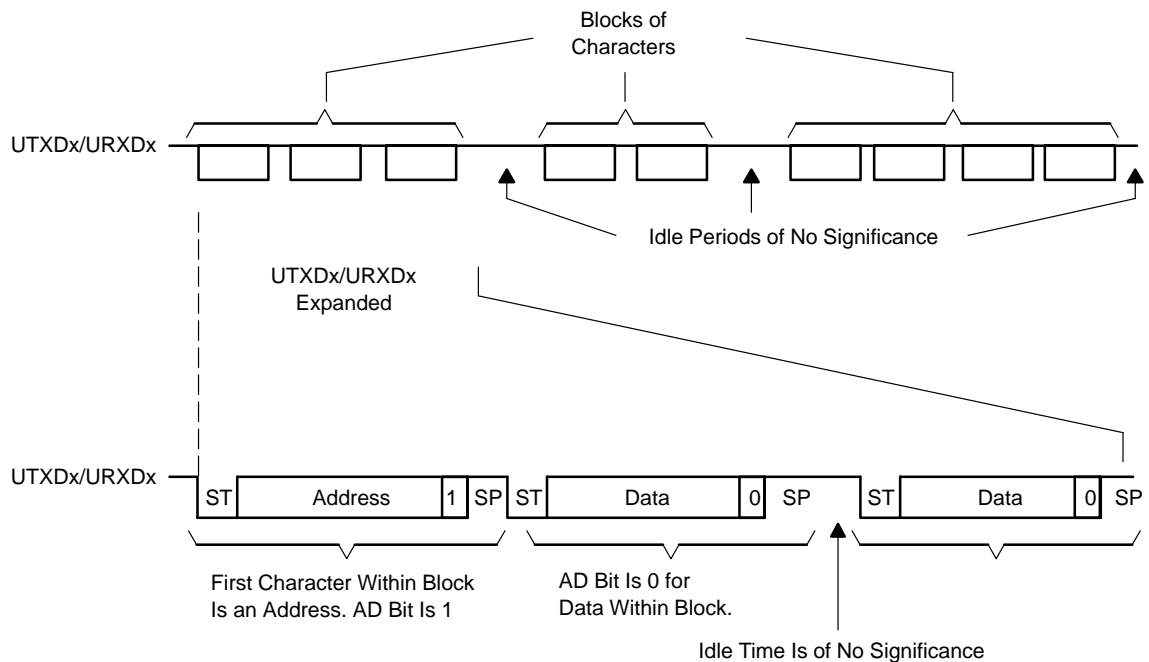 Blocks of
Characters
UTXDx/URXDx
Idle Periods of No Significance
UTXDx/URXDx
Expanded
UTXDx/URXDx
ST Address 1 SP ST Data 0 SP ST Data 0 SP
First Character Within Block
Is an Address. AD Bit Is 1
AD Bit Is 0 for
Data Within Block.
Idle Time Is of No Significance